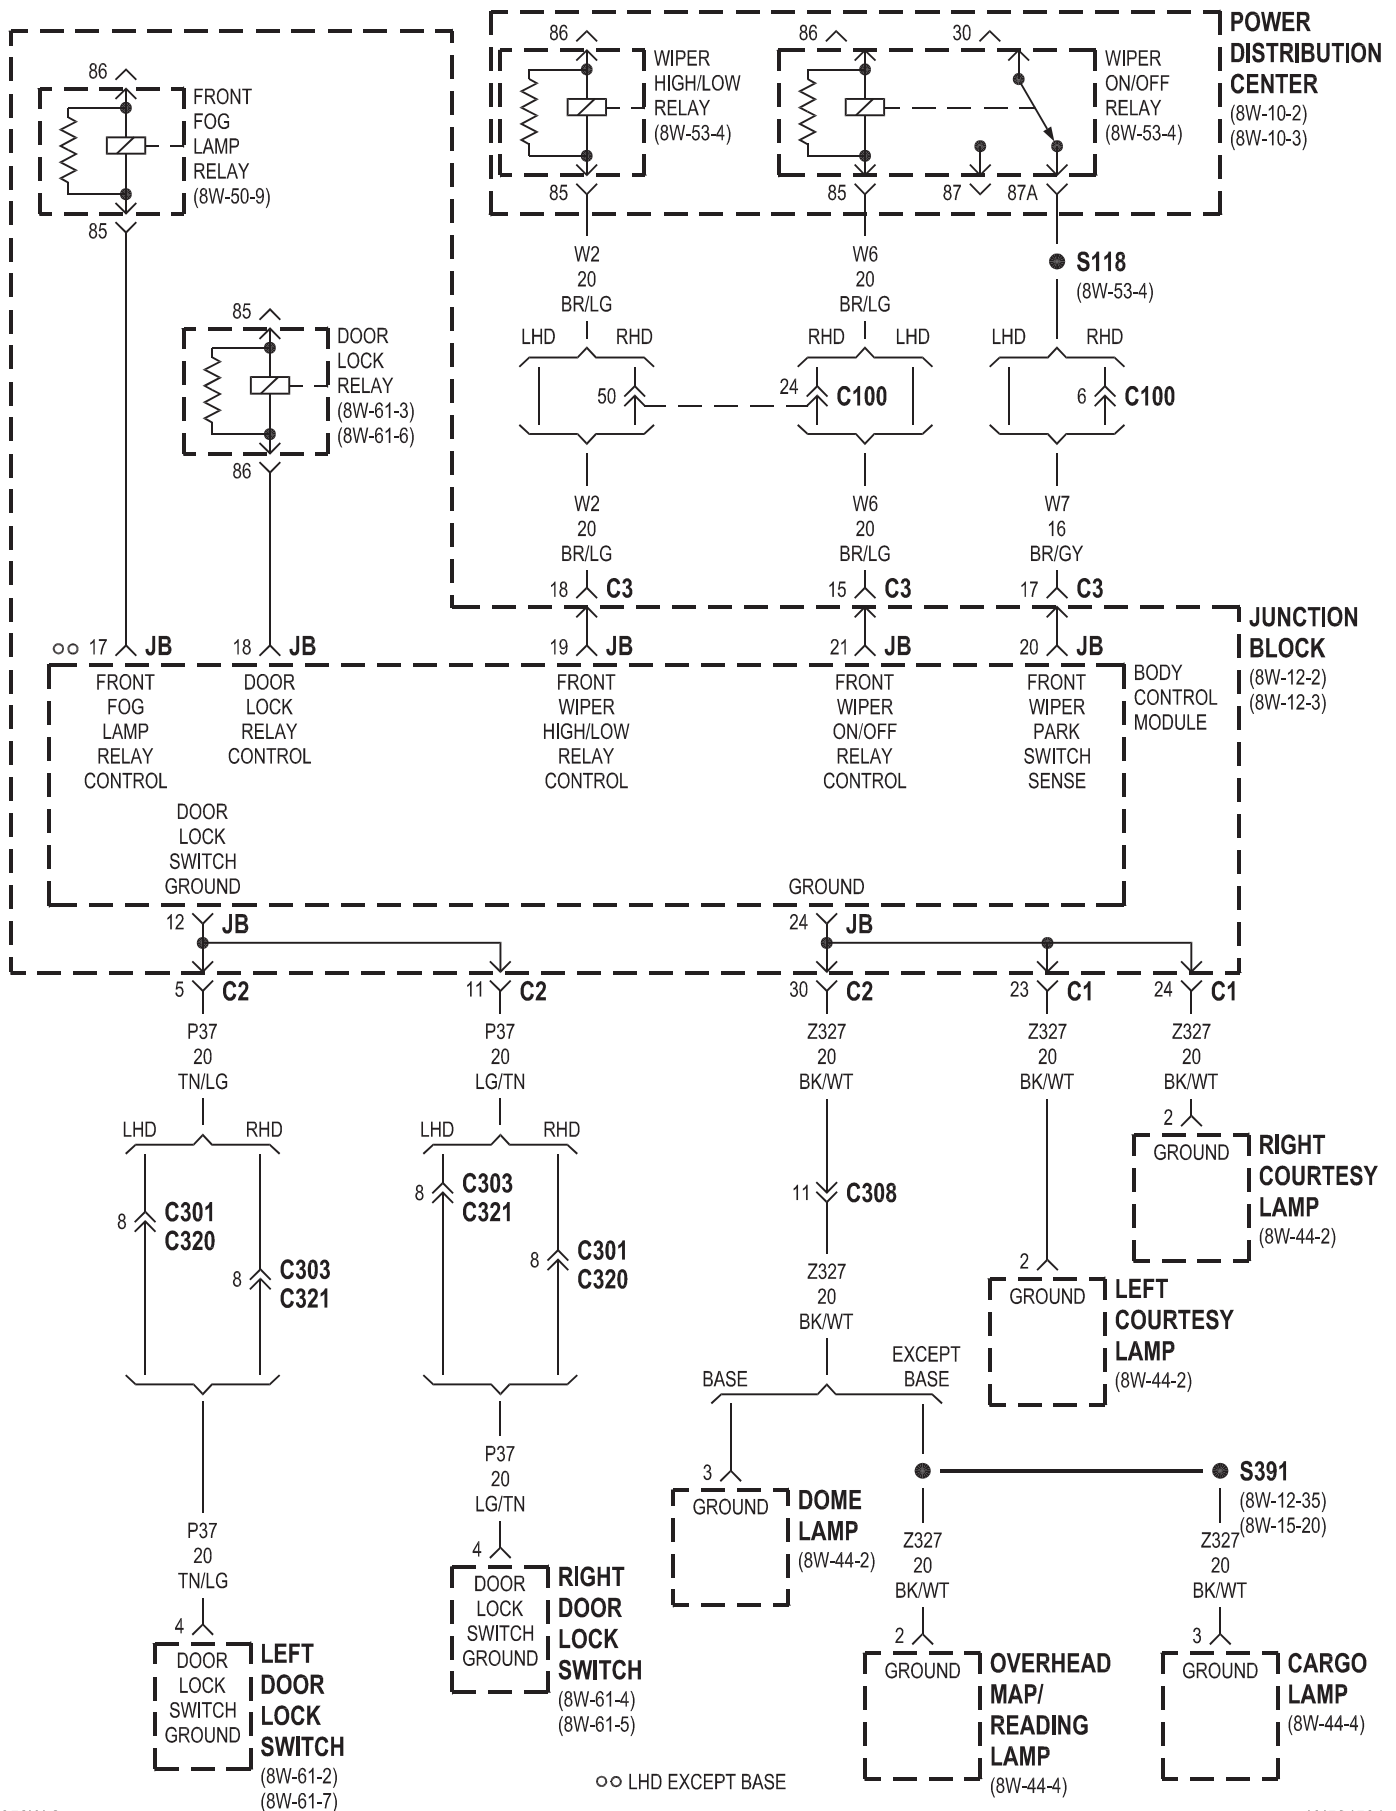 POWER
DISTRIBUTION
CENTER
(8W-10-2)
(8W-10-3)
86
WIPER
HIGH/LOW
RELAY
(8W-53-4)
85
86
30
WIPER
ON/OFF
RELAY
(8W-53-4)
85
87
87A
86
FRONT
FOG
LAMP
RELAY
(8W-50-9)
85
85
DOOR
LOCK
RELAY
(8W-61-3)
(8W-61-6)
86
W2
20
BR/LG
W6
20
BR/LG
S118
(8W-53-4)
LHD
RHD
RHD
LHD
LHD
RHD
50
24
C100
6
C100
W2
20
BR/LG
W6
20
BR/LG
W7
16
BR/GY
18
C3
15
C3
17
C3
JUNCTION
BLOCK
(8W-12-2)
(8W-12-3)
17
JB
18
JB
19
JB
21
JB
20
JB
BODY
CONTROL
MODULE
FRONT
FOG
LAMP
RELAY
CONTROL
DOOR
LOCK
RELAY
CONTROL
FRONT
WIPER
HIGH/LOW
RELAY
CONTROL
FRONT
WIPER
ON/OFF
RELAY
CONTROL
FRONT
WIPER
PARK
SWITCH
SENSE
DOOR
LOCK
SWITCH
GROUND
GROUND
12
JB
24
JB
5
C2
11
C2
30
C2
23
C1
24
C1
P37
20
TN/LG
P37
20
LG/TN
Z327
20
BK/WT
Z327
20
BK/WT
Z327
20
BK/WT
LHD
RHD
LHD
RHD
8
C301
C320
8
C303
C321
8
C303
C321
8
C301
C320
11
C308
2
GROUND
RIGHT
COURTESY
LAMP
(8W-44-2)
Z327
20
BK/WT
2
GROUND
LEFT
COURTESY
LAMP
(8W-44-2)
BASE
EXCEPT
BASE
P37
20
LG/TN
3
GROUND
DOME
LAMP
(8W-44-2)
S391
(8W-12-35)
(8W-15-20)
P37
20
TN/LG
Z327
20
BK/WT
Z327
20
BK/WT
4
DOOR
LOCK
SWITCH
GROUND
RIGHT
DOOR
LOCK
SWITCH
(8W-61-4)
(8W-61-5)
4
DOOR
LOCK
SWITCH
GROUND
LEFT
DOOR
LOCK
SWITCH
(8W-61-2)
(8W-61-7)
2
GROUND
OVERHEAD
MAP/
READING
LAMP
(8W-44-4)
3
GROUND
CARGO
LAMP
(8W-44-4)
LHD EXCEPT BASE